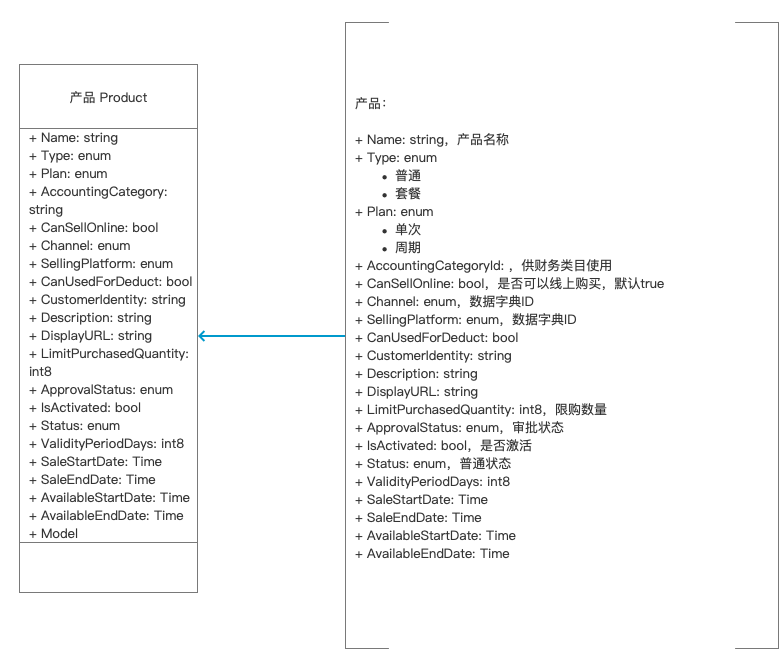 产品 Product
+ Name: string
+ Type: enum
+ Plan: enum
+ AccountingCategory:
string
+ CanSellOnline: bool
+ Channel: enum
+ SellingPlatform: enum
+ CanUsedForDeduct: bool
+ CustomerIdentity: string
+ Description: string
+ DisplayURL: string
+ LimitPurchasedQuantity:
int8
+ ApprovalStatus: enum
+ IsActivated: bool
+ Status: enum
+ ValidityPeriodDays: int8
+ SaleStartDate: Time
+ SaleEndDate: Time
+ AvailableStartDate: Time
+ AvailableEndDate: Time
+ Model
产品：
+ Name: string，产品名称
+ Type: enum
• 普通
• 套餐
+ Plan: enum
• 单次
• 周期
+ AccountingCategoryId: ，供财务类目使用
+ CanSellOnline: bool，是否可以线上购买，默认true
+ Channel: enum，数据字典ID
+ SellingPlatform: enum，数据字典ID
+ CanUsedForDeduct: bool
+ CustomerIdentity: string
+ Description: string
+ DisplayURL: string
+ LimitPurchasedQuantity: int8，限购数量
+ ApprovalStatus: enum，审批状态
+ IsActivated: bool，是否激活
+ Status: enum，普通状态
+ ValidityPeriodDays: int8
+ SaleStartDate: Time
+ SaleEndDate: Time
+ AvailableStartDate: Time
+ AvailableEndDate: Time